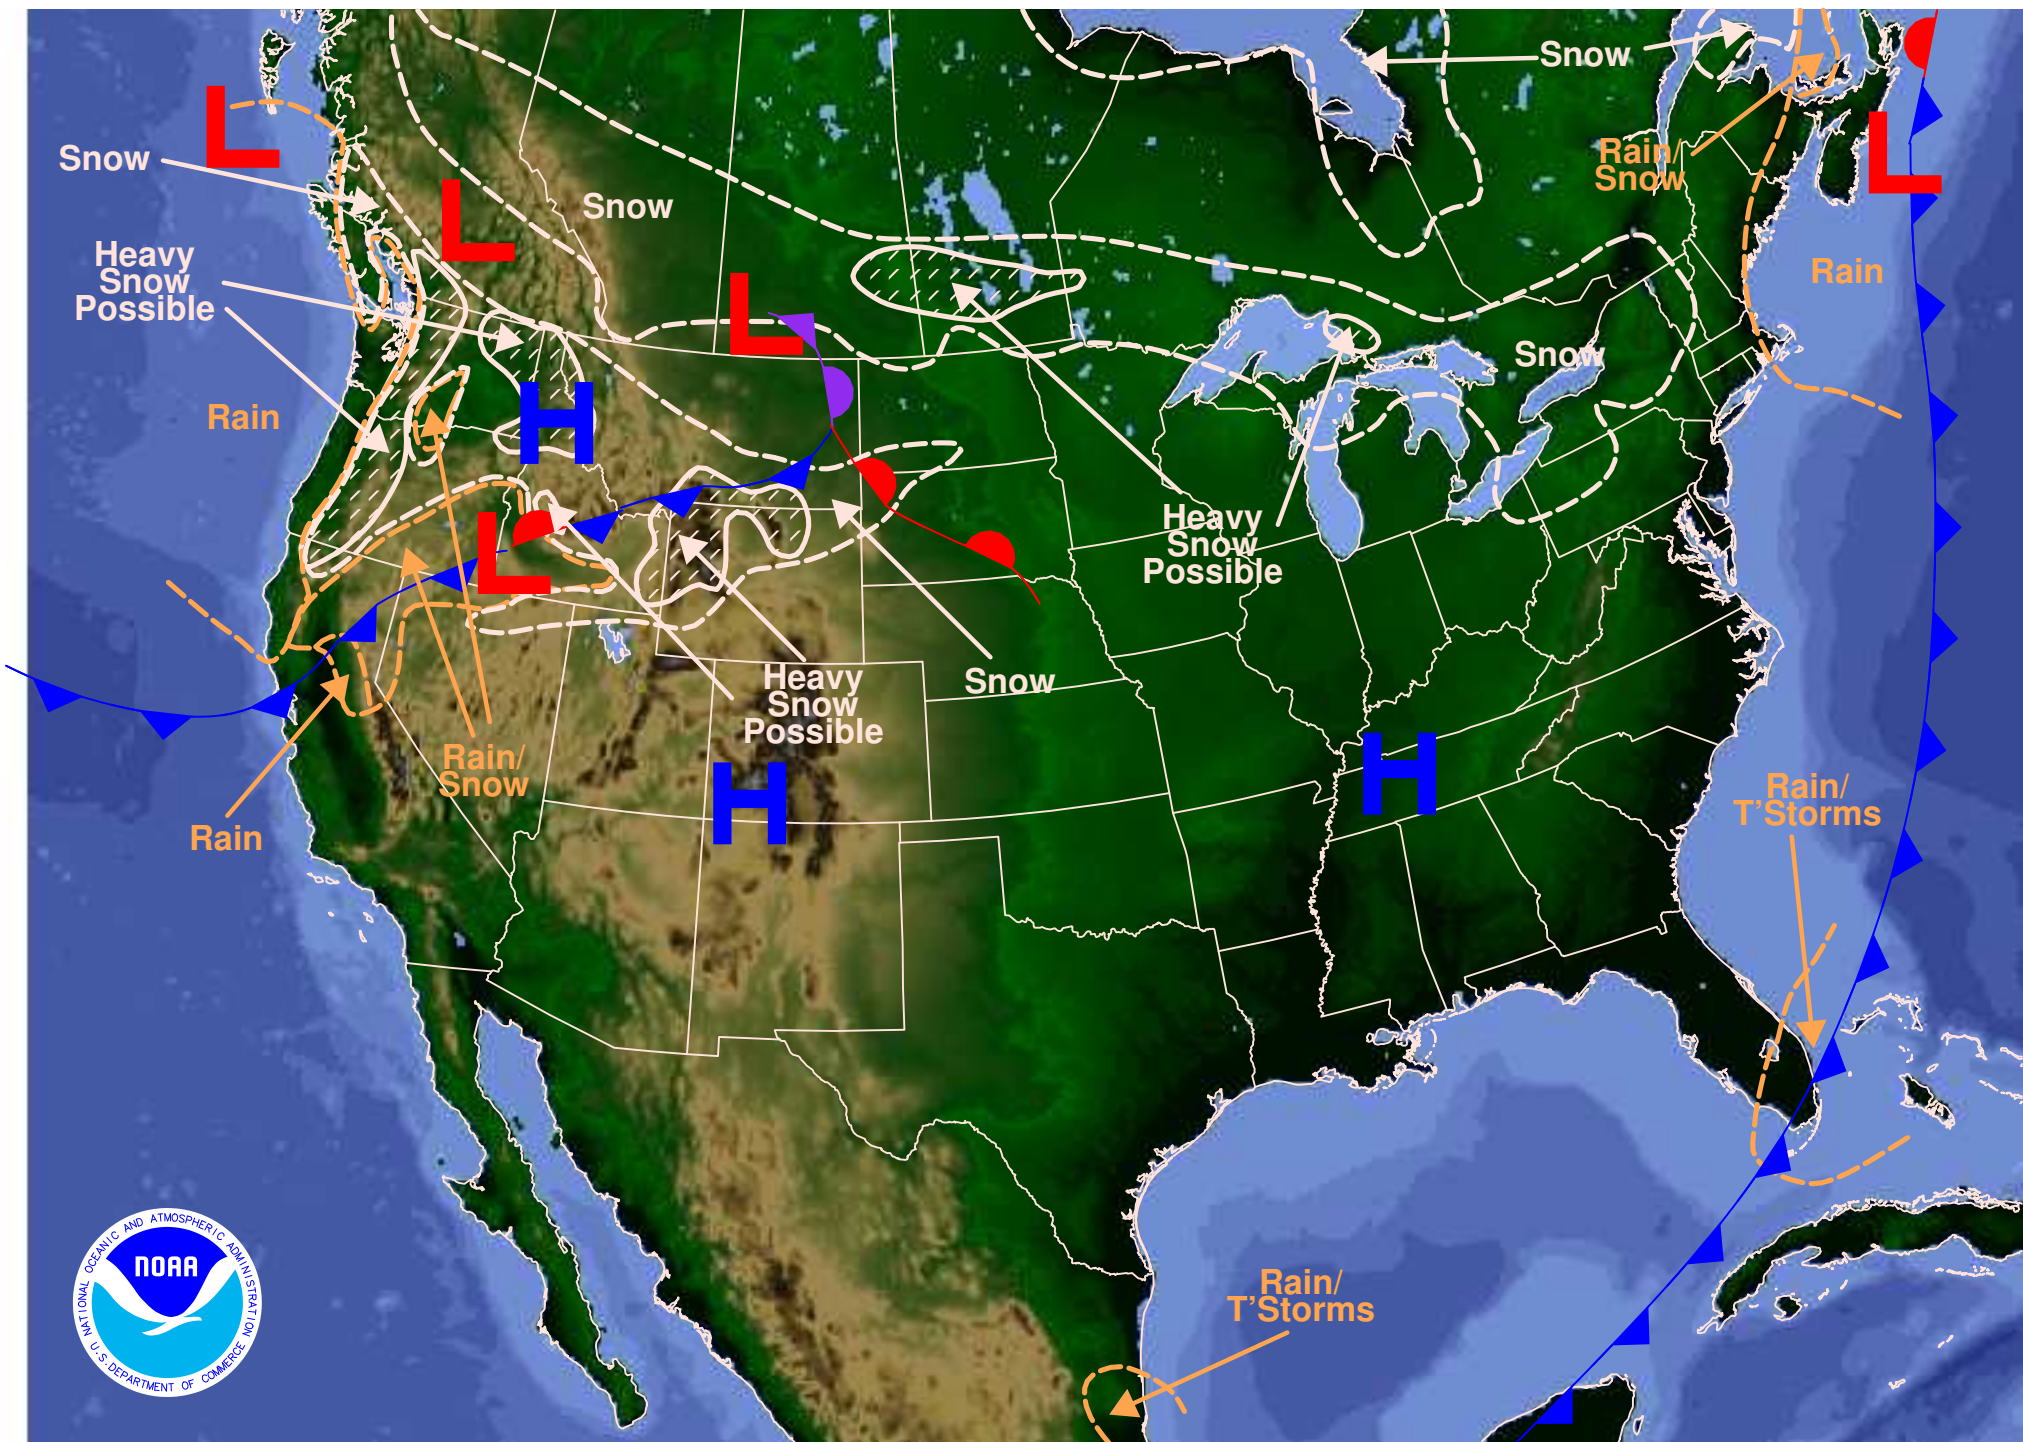 Snow
L
Snow
Rain/
Snow
L
L
Snow
Heavy
Snow
Possible
L
Rain
L
Snow
Rain
H
L
Heavy
Snow
Possible
Heavy
Snow
Possible
Snow
Rain/
Snow
Rain
H
H
Rain/
T'Storms
Rain/
T'Storms
NATIONAL OCEANIC AND ATMOSPHERIC ADMINISTRATION
NOAA
U.S. DEPARTMENT OF COMMERCE